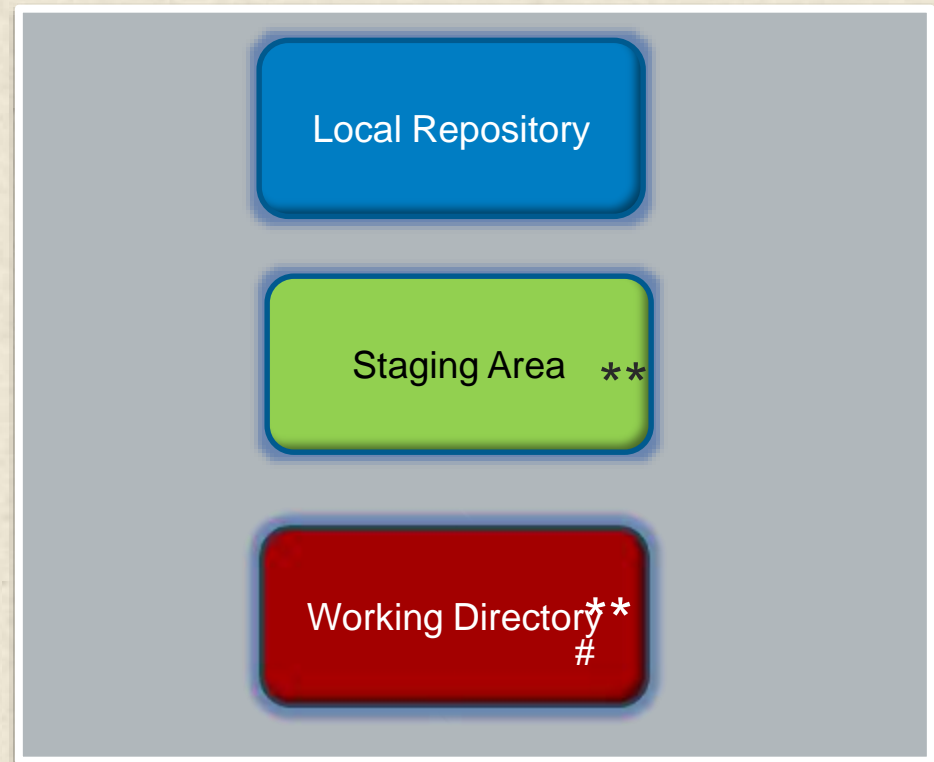 Local Repository
Staging Area **
Working Directory**
#